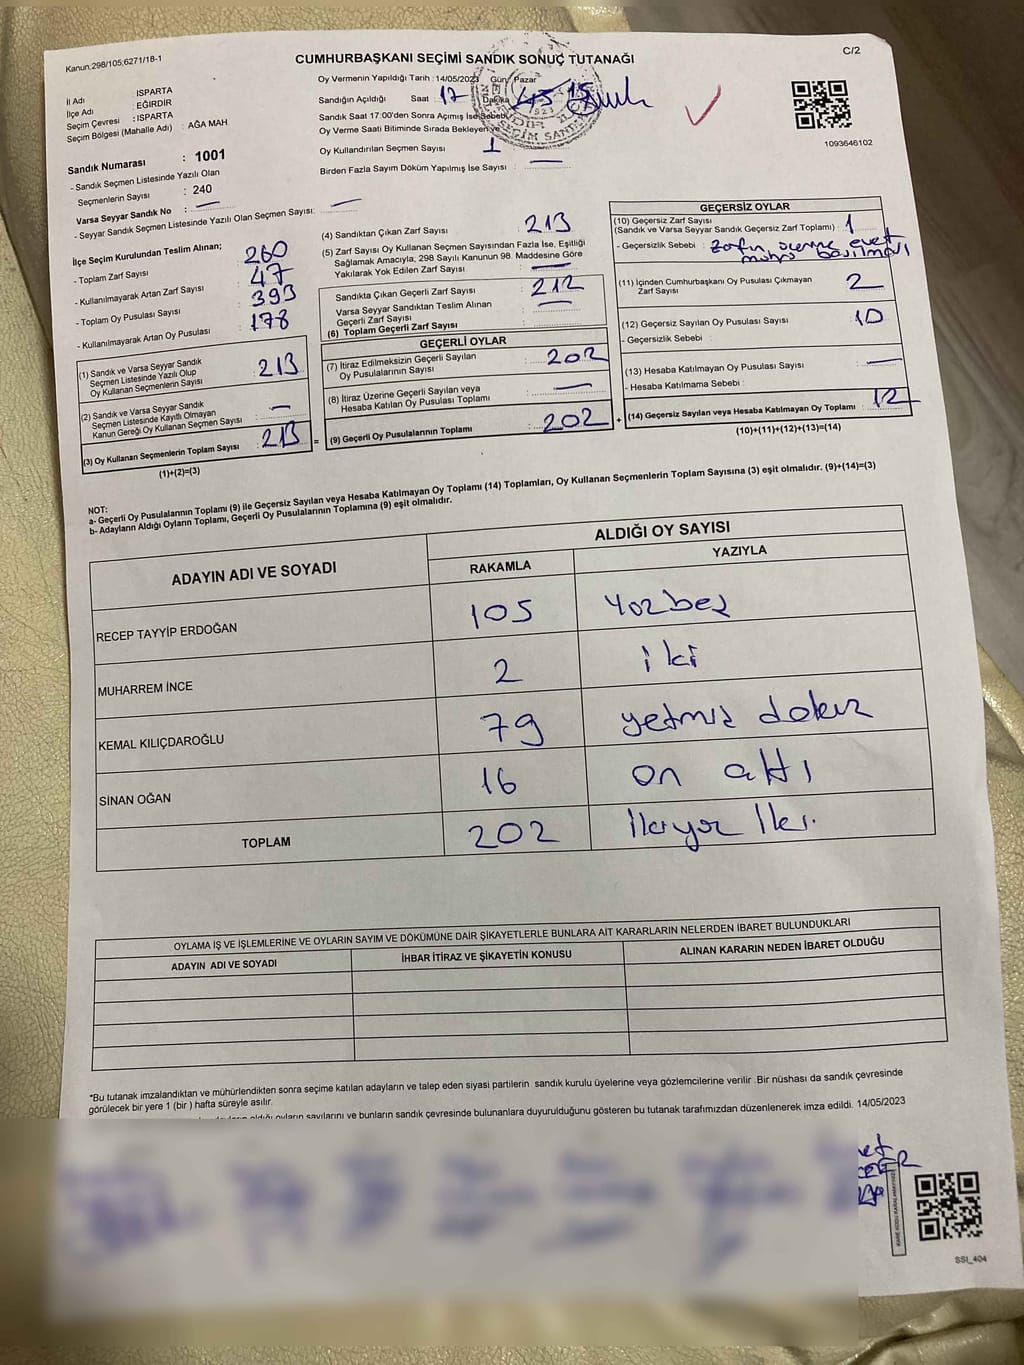 Kanun:298/105;6271/18-1
CUMHURBAŞKANI SEÇİMİ SANDIK SONUÇ TUTANAĞI
C/2
İl Adı : ISPARTA
İlçe Adı : EĞİRDİR
Seçim Çevresi : ISPARTA
Seçim Bölgesi (Mahalle Adı) : AĞA MAH
Sandık Numarası : 1001
- Sandık Seçmen Listesinde Yazılı Olan
Seçmenlerin Sayısı : 240
Varsa Seyyar Sandık No : —
- Seyyar Sandık Seçmen Listesinde Yazılı Olan Seçmen Sayısı: —
Oy Vermenin Yapıldığı Tarih :14/05/2023 Gün: Pazar
Sandığın Açıldığı Saat 17 Dakika 15
Sandık Saat 17:00'den Sonra Açımış İse Sebebi
Oy Verme Saati Bitiminde Sırada Bekleyen ve
Oy Kullandırılan Seçmen Sayısı 1
Birden Fazla Sayım Döküm Yapılmış İse Sayısı : —
1093646102
İlçe Seçim Kurulundan Teslim Alınan;
- Toplam Zarf Sayısı 260
- Kullanılmayarak Artan Zarf Sayısı 47
- Toplam Oy Pusulası Sayısı 393
- Kullanılmayarak Artan Oy Pusulası 178
(1) Sandık ve Varsa Seyyar Sandık
Seçmen Listesinde Yazılı Olup
Oy Kullanan Seçmenlerin Sayısı : 213
(2) Sandık ve Varsa Seyyar Sandık
Seçmen Listesinde Kayıtlı Olmayan
Kanun Gereği Oy Kullanan Seçmen Sayısı : —
(3) Oy Kullanan Seçmenlerin Toplam Sayısı : 213
(1)+(2)=(3)
(4) Sandıktan Çıkan Zarf Sayısı : 213
(5) Zarf Sayısı Oy Kullanan Seçmen Sayısından Fazla İse, Eşitliği
Sağlamak Amacıyla, 298 Sayılı Kanunun 98. Maddesine Göre
Yakılarak Yok Edilen Zarf Sayısı : —
Sandıkta Çıkan Geçerli Zarf Sayısı : 212
Varsa Seyyar Sandıktan Teslim Alınan
Geçerli Zarf Sayısı : —
(6) Toplam Geçerli Zarf Sayısı :
GEÇERLİ OYLAR
(7) İtiraz Edilmeksizin Geçerli Sayılan
Oy Pusulalarının Sayısı : 202
(8) İtiraz Üzerine Geçerli Sayılan veya
Hesaba Katılan Oy Pusulası Toplamı : —
= (9) Geçerli Oy Pusulalarının Toplamı : 202
GEÇERSİZ OYLAR
(10) Geçersiz Zarf Sayısı
(Sandık ve Varsa Seyyar Sandık Geçersiz Zarf Toplamı) : 1
- Geçersizlik Sebebi : Zarfın üzerine evet
mührü basılması
(11) İçinden Cumhurbaşkanı Oy Pusulası Çıkmayan
Zarf Sayısı : 2
(12) Geçersiz Sayılan Oy Pusulası Sayısı : 10
- Geçersizlik Sebebi :
(13) Hesaba Katılmayan Oy Pusulası Sayısı : —
- Hesaba Katılmama Sebebi :
+ (14) Geçersiz Sayılan veya Hesaba Katılmayan Oy Toplamı : 12
(10)+(11)+(12)+(13)=(14)
NOT:
a- Geçerli Oy Pusulalarının Toplamı (9) ile Geçersiz Sayılan veya Hesaba Katılmayan Oy Toplamı (14) Toplamları, Oy Kullanan Seçmenlerin Toplam Sayısına (3) eşit olmalıdır. (9)+(14)=(3)
b- Adayların Aldığı Oyların Toplamı, Geçerli Oy Pusulalarının Toplamına (9) eşit olmalıdır.
ADAYIN ADI VE SOYADI
ALDIĞI OY SAYISI
RAKAMLA YAZIYLA
RECEP TAYYİP ERDOĞAN 105 Yüzbeş
MUHARREM İNCE 2 iki
KEMAL KILIÇDAROĞLU 79 yetmiş dokuz
SİNAN OĞAN 16 on altı
TOPLAM 202 İkiyüz İki.
OYLAMA İŞ VE İŞLEMLERİNE VE OYLARIN SAYIM VE DÖKÜMÜNE DAİR ŞİKAYETLERLE BUNLARA AİT KARARLARIN NELERDEN İBARET BULUNDUKLARI
ADAYIN ADI VE SOYADI İHBAR İTİRAZ VE ŞİKAYETİN KONUSU ALINAN KARARIN NEDEN İBARET OLDUĞU
*Bu tutanak imzalandıktan ve mühürlendikten sonra seçime katılan adayların ve talep eden siyasi partilerin sandık kurulu üyelerine veya gözlemcilerine verilir .Bir nüshası da sandık çevresinde
görülecek bir yere 1 (bir ) hafta süreyle asılır.
oyların sayılarını ve bunların sandık çevresinde bulunanlara duyurulduğunu gösteren bu tutanak tarafımızdan düzenlenerek imza edildi. 14/05/2023
SSI_404